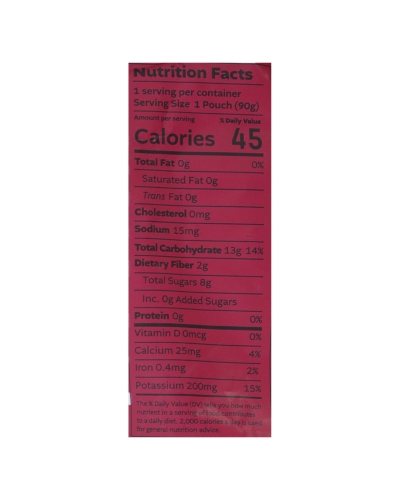 Nutrition Facts
1 serving per container
Serving Size 1 Pouch (90g)
Amount per serving % Daily Value
Calories 45
Total Fat 0g 0%
Saturated Fat 0g
Trans Fat 0g
Cholesterol 0mg
Sodium 15mg
Total Carbohydrate 13g 14%
Dietary Fiber 2g
Total Sugars 8g
Inc. 0g Added Sugars
Protein 0g 0%
Vitamin D 0mcg 0%
Calcium 25mg 4%
Iron 0.4mg 2%
Potassium 200mg 15%
The % Daily Value (DV) tells you how much
nutrient in a serving of food contributes
to a daily diet. 2,000 calories a day is used
for general nutrition advice.